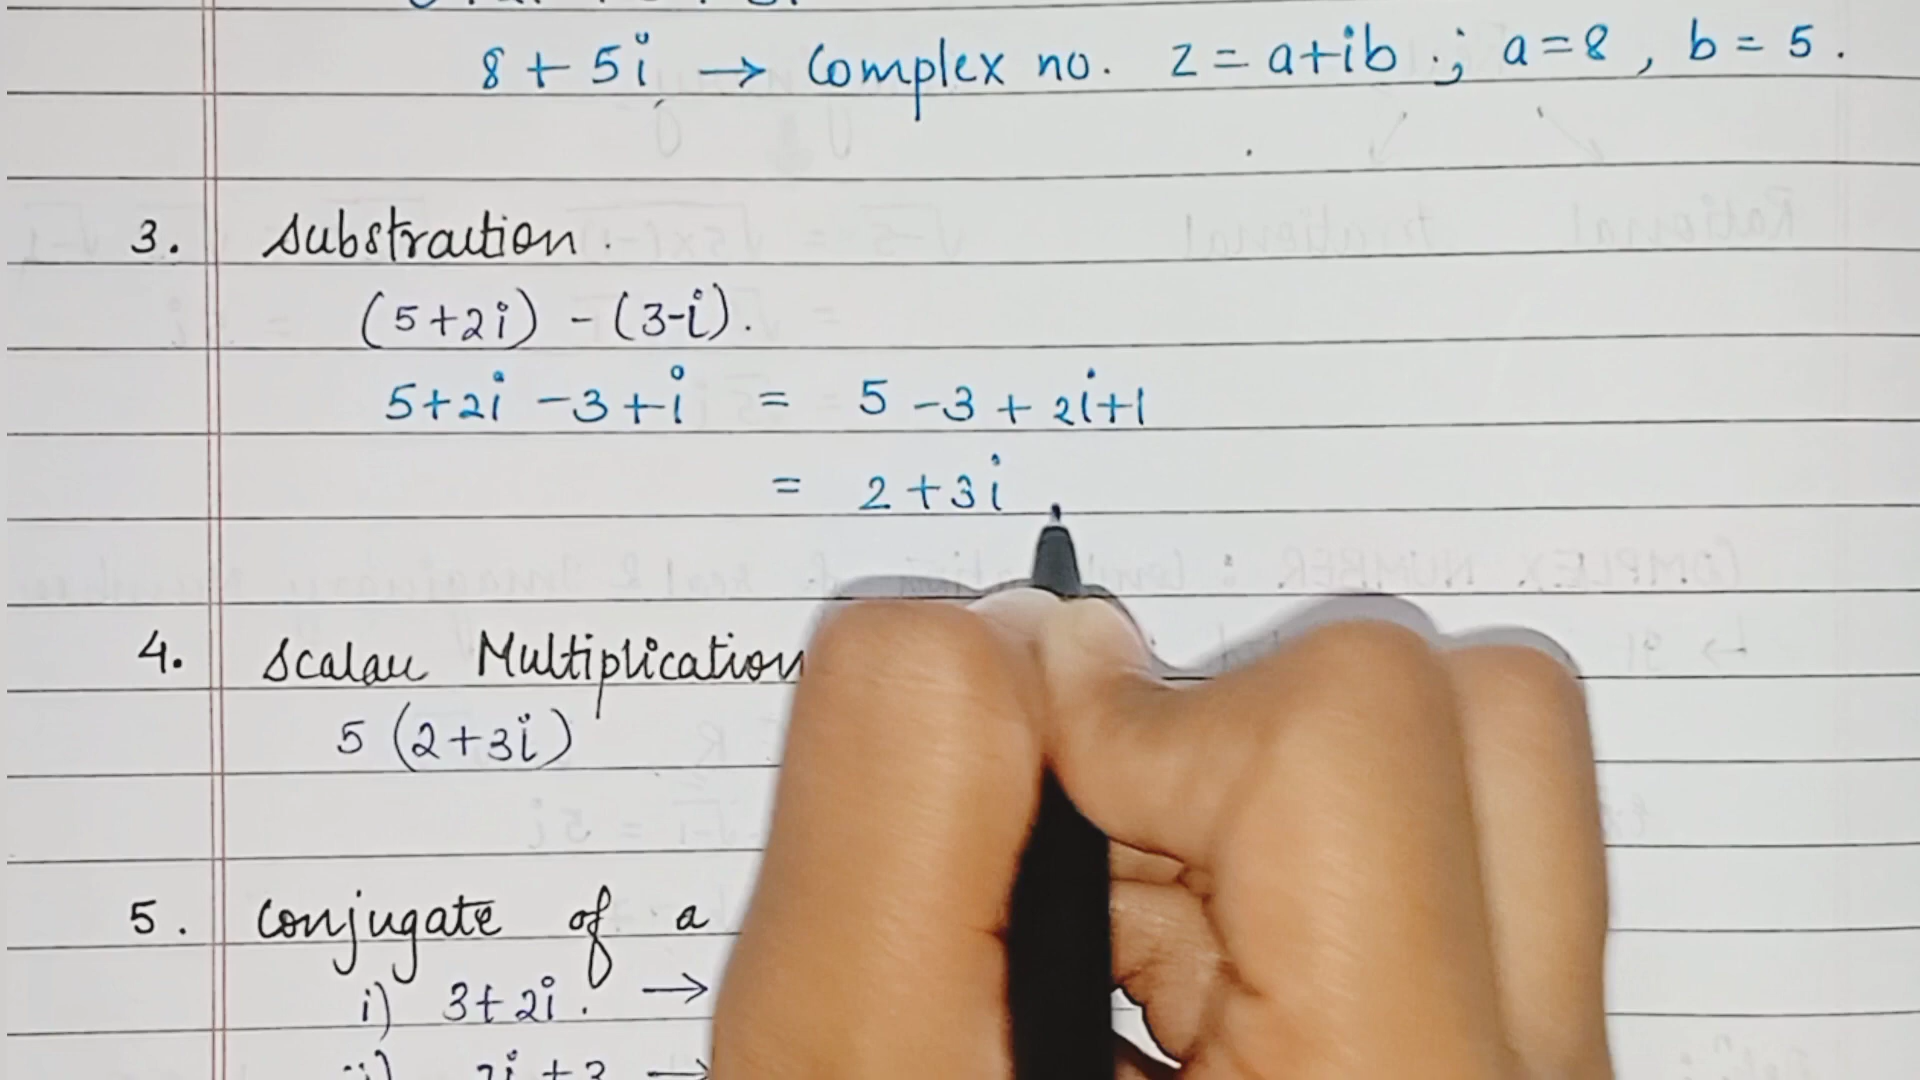 8 + 5i → Complex no. z = a+ib ; a=8 , b = 5 .
3. Substraction.
(5+2i) - (3-i).
5+2i -3+i = 5 -3 + 2i+1
= 2+3i
4. Scalar Multiplication
5 (2+3i)
5. Conjugate of a
i) 3+2i. →